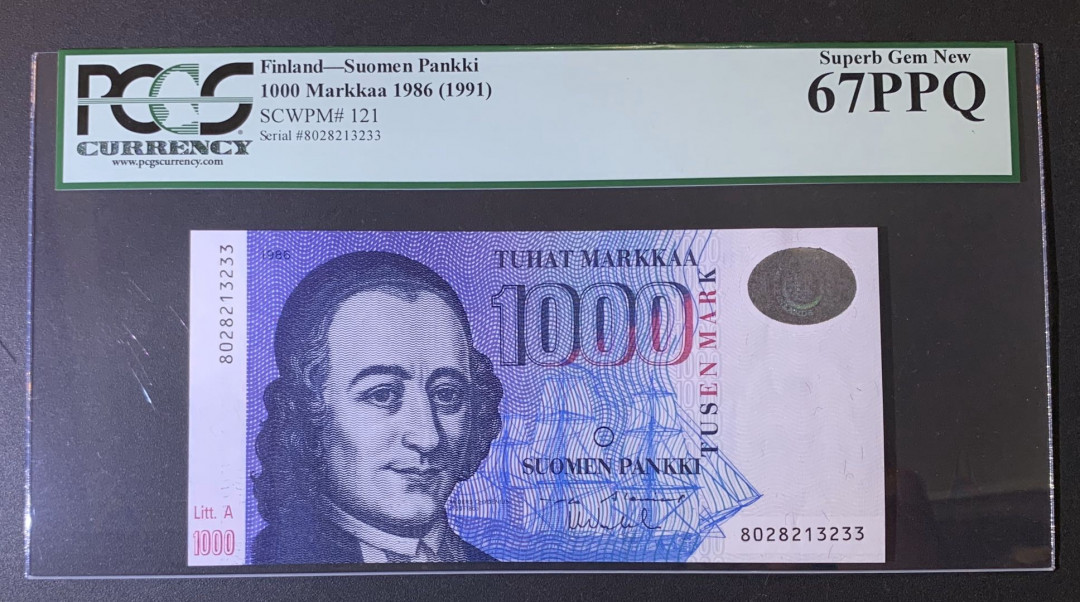 PCGS
CURRENCY
www.pcgscurrency.com
Finland—Suomen Pankki
1000 Markkaa 1986 (1991)
SCWPM# 121
Serial #8028213233
Superb Gem New
67PPQ
8028213233
1986
TUHAT MARKKAA
1000
TUSEN MARK
SUOMEN PANKKI
Litt. A
1000
8028213233